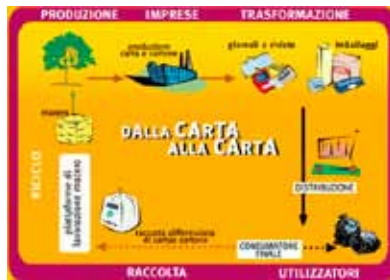 PRODUZIONE IMPRESE TRASFORMAZIONE
produzione
carta e cartone
giornali e riviste
imballaggi
macero
DALLA CARTA
ALLA CARTA
RICICLO
piattaforme di
lavorazione macero
DISTRIBUZIONE
raccolta differenziata
di carta e cartone
CONSUMATORE
FINALE
RACCOLTA UTILIZZATORI